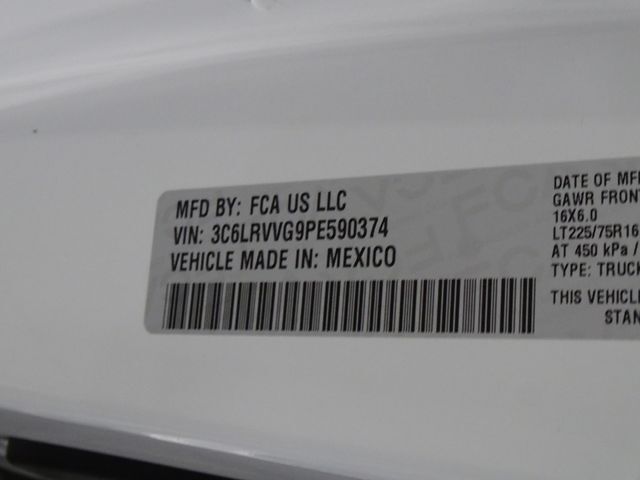 MFD BY: FCA US LLC
VIN: 3C6LRVVG9PE590374
VEHICLE MADE IN: MEXICO
DATE OF MF
GAWR FRONT
16X6.0
LT225/75R16
AT 450 kPa /
TYPE: TRUCK
THIS VEHICLE
STAN